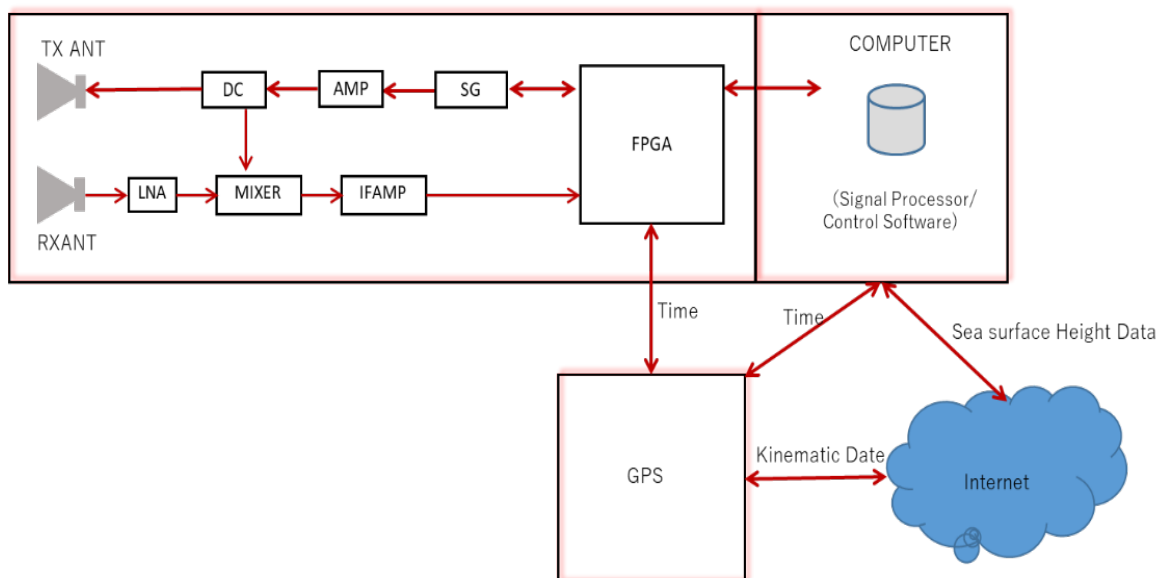 TX ANT
COMPUTER
DC
AMP
SG
FPGA
LNA
MIXER
IFAMP
(Signal Processor/
Control Software)
RXANT
Time
Time
Sea surface Height Data
Kinematic Date
GPS
Internet